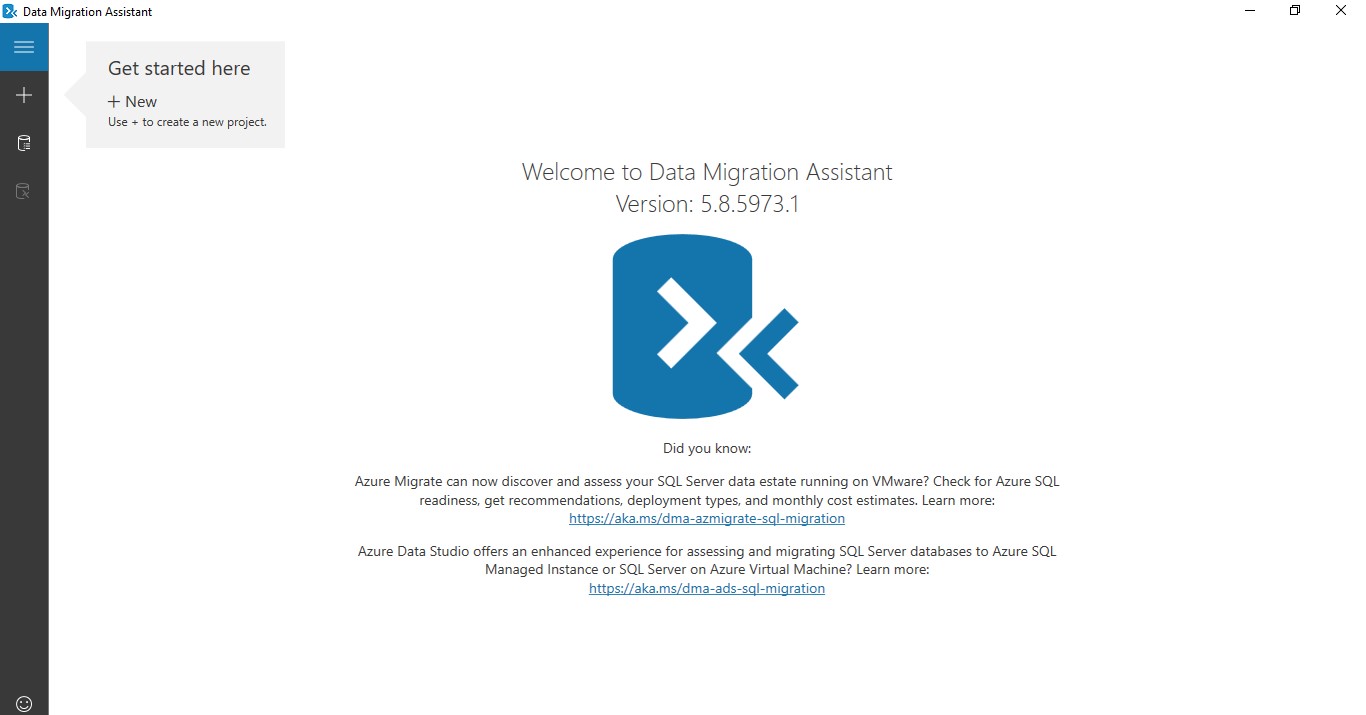 Data Migration Assistant
Get started here
+ New
Use + to create a new project.
Welcome to Data Migration Assistant
Version: 5.8.5973.1
Did you know:
Azure Migrate can now discover and assess your SQL Server data estate running on VMware? Check for Azure SQL
readiness, get recommendations, deployment types, and monthly cost estimates. Learn more:
https://aka.ms/dma-azmigrate-sql-migration
Azure Data Studio offers an enhanced experience for assessing and migrating SQL Server databases to Azure SQL
Managed Instance or SQL Server on Azure Virtual Machine? Learn more:
https://aka.ms/dma-ads-sql-migration